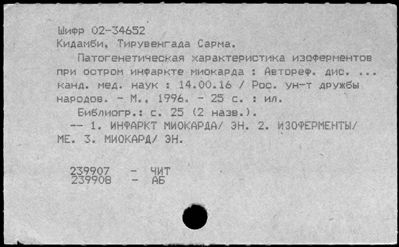 Шифр 02-34652
Кидамби, Тирувенгада Сарма.
Патогенетическая характеристика изоферментов
при остром инфаркте миокарда : Автореф. дис. ...
канд. мед. наук : 14.00.16 / Рос. ун-т дружбы
народов. - М., 1996. - 25 с. : ил.
Библиогр.: с. 25 (2 назв.).
-- 1. ИНФАРКТ МИОКАРДА/ ЭН. 2. ИЗОФЕРМЕНТЫ/
МЕ. 3. МИОКАРД/ ЭН.
239907 - ЧИТ
239908 - АБ